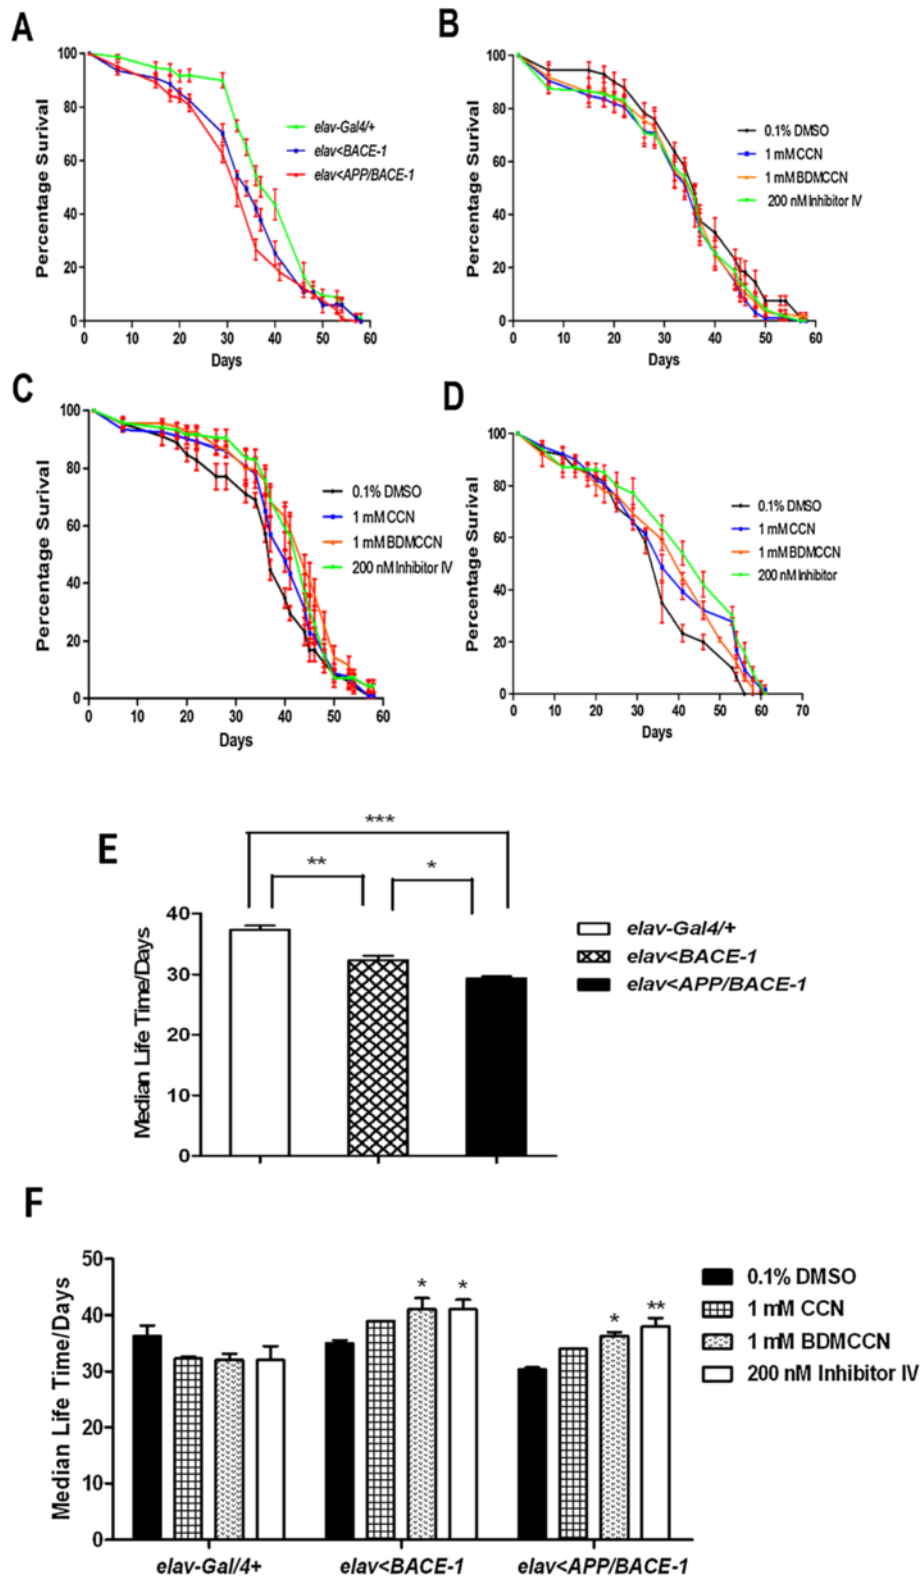 A
100
80
60
40
20
0
0 10 20 30 40 50 60
Percentage Surival
Days
elav-Gal4/+
elav<BACE-1
elav<APP/BACE-1
B
100
80
60
40
20
0
0 10 20 30 40 50 60
Percentage Survival
Days
0.1% DMSO
1 mM CCN
1 mM BDMCCN
200 nM Inhibitor IV
C
100
80
60
40
20
0
0 10 20 30 40 50 60
Percentage Survival
Days
0.1% DMSO
1 mM CCN
1 mM BDMCCN
200 nM Inhibitor IV
D
100
80
60
40
20
0
0 10 20 30 40 50 60 70
Percentage Survival
Days
0.1% DMSO
1 mM CCN
1 mM BDMCCN
200 nM Inhibitor
E
***
** *
40
30
20
10
0
Median Life Time/Days
elav-Gal4/+
elav<BACE-1
elav<APP/BACE-1
F
50
40
30
20
10
0
Median Life Time/Days
* * * **
elav-Gal/4+ elav<BACE-1 elav<APP/BACE-1
0.1% DMSO
1 mM CCN
1 mM BDMCCN
200 nM Inhibitor IV